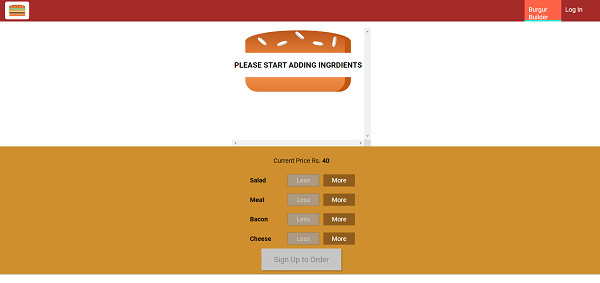 Burgur
Builder
Log In
PLEASE START ADDING INGRDIENTS
Current Price Rs. 40
Salad Less More
Meat Less More
Bacon Less More
Cheese Less More
Sign Up to Order